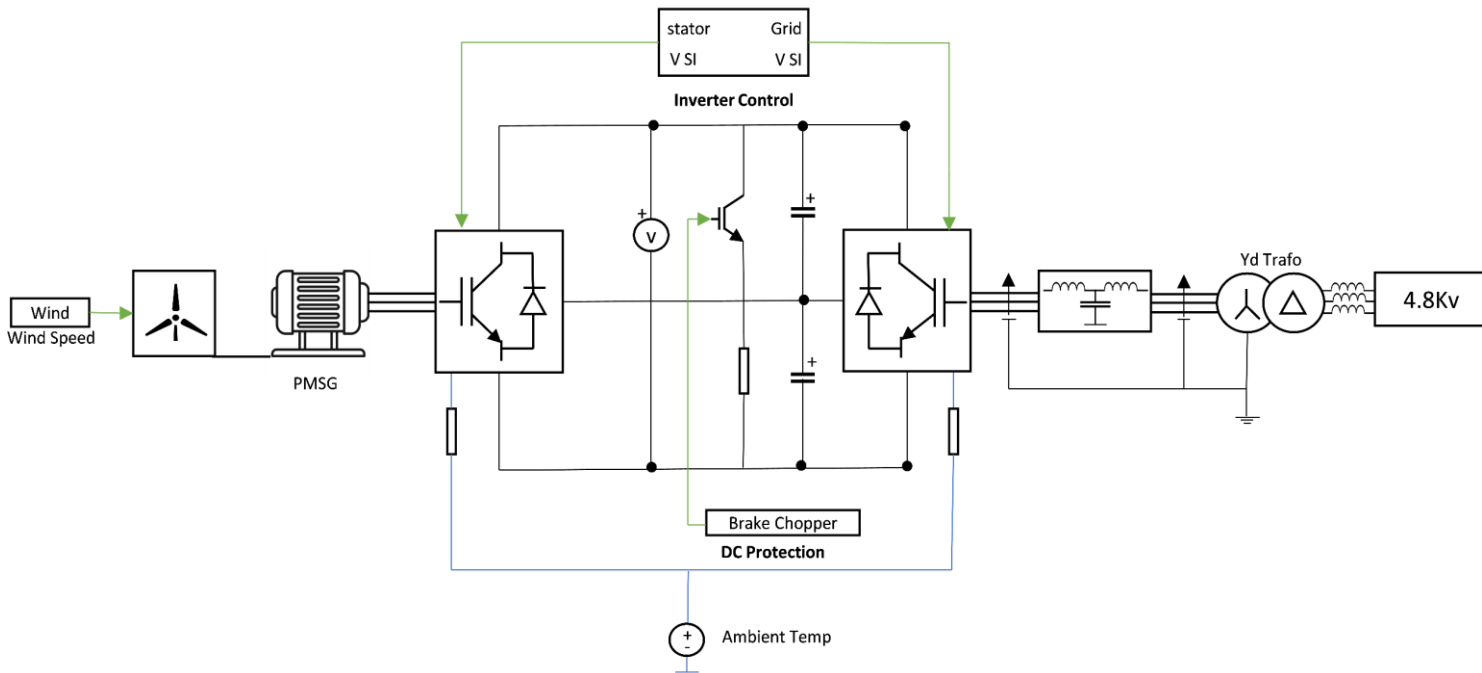 stator Grid
V SI V SI
Inverter Control
+
+
V
Yd Trafo
Wind
Wind Speed
4.8Kv
PMSG
+
Brake Chopper
DC Protection
+
-
Ambient Temp